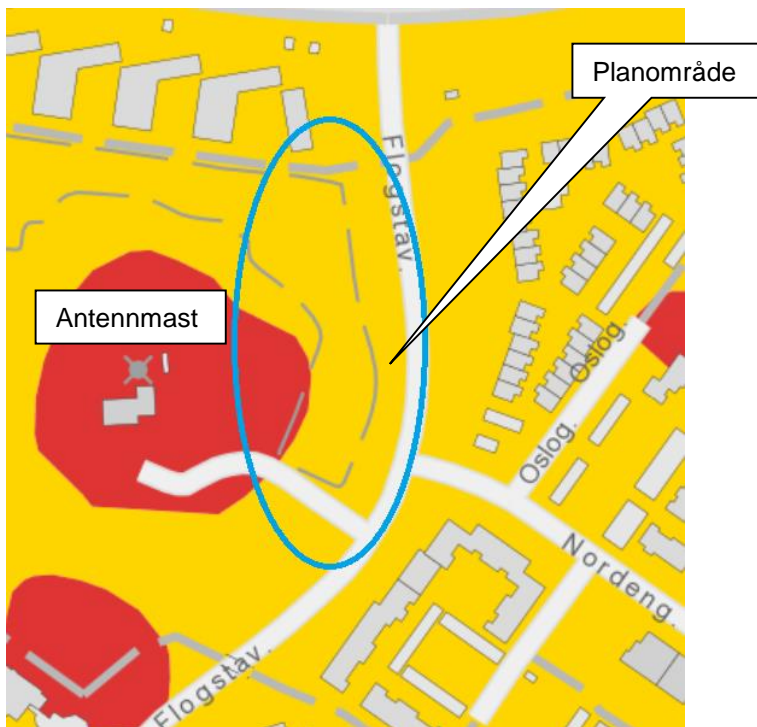 Planområde
Flogstav.
Antennmast
Oslog.
Oslog.
Nordeng.
Flogstav.